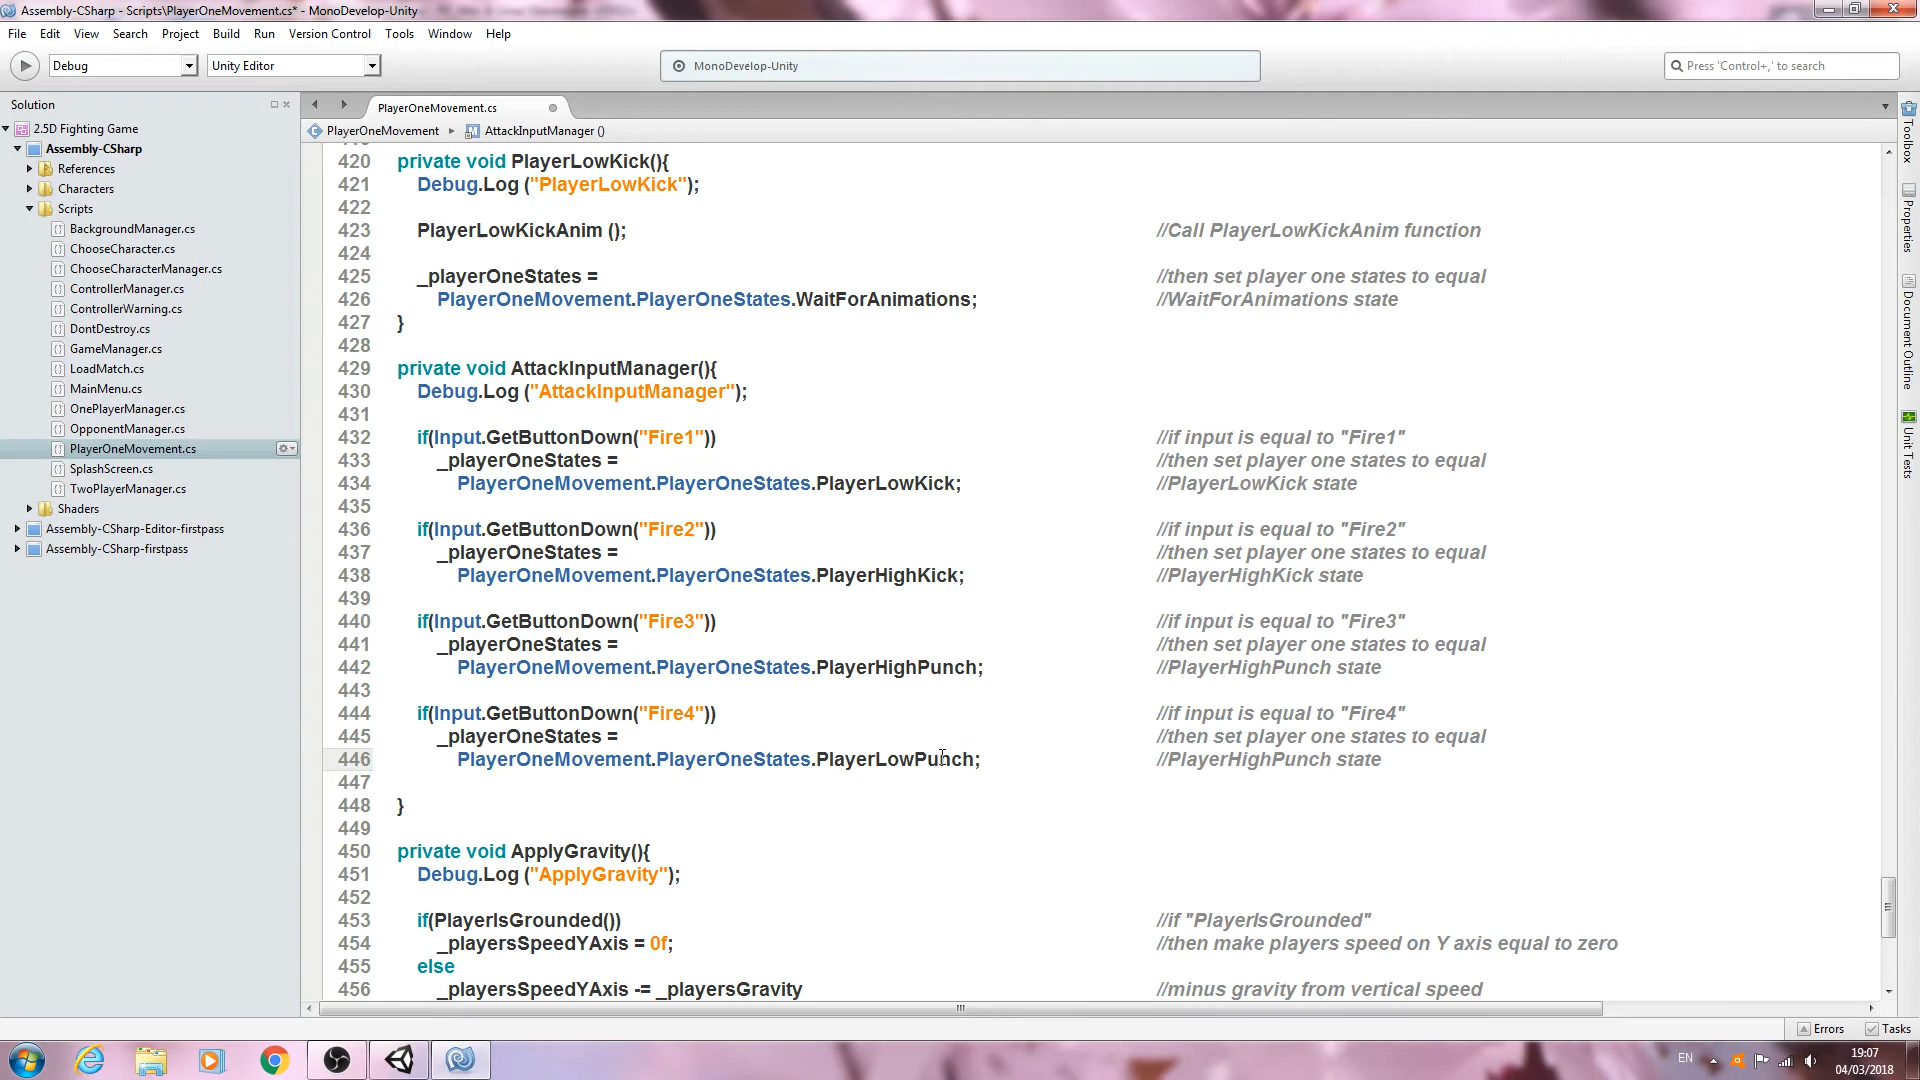 Assembly-CSharp - Scripts\PlayerOneMovement.cs* - MonoDevelop-Unity
File Edit View Search Project Build Run Version Control Tools Window Help
Debug Unity Editor MonoDevelop-Unity Press 'Control+,' to search
Solution
2.5D Fighting Game
Assembly-CSharp
References
Characters
Scripts
BackgroundManager.cs
ChooseCharacter.cs
ChooseCharacterManager.cs
ControllerManager.cs
ControllerWarning.cs
DontDestroy.cs
GameManager.cs
LoadMatch.cs
MainMenu.cs
OnePlayerManager.cs
OpponentManager.cs
PlayerOneMovement.cs
SplashScreen.cs
TwoPlayerManager.cs
Shaders
Assembly-CSharp-Editor-firstpass
Assembly-CSharp-firstpass
PlayerOneMovement.cs
PlayerOneMovement AttackInputManager ()
420 private void PlayerLowKick(){
421 Debug.Log ("PlayerLowKick");
422
423 PlayerLowKickAnim (); //Call PlayerLowKickAnim function
424
425 _playerOneStates = //then set player one states to equal
426 PlayerOneMovement.PlayerOneStates.WaitForAnimations; //WaitForAnimations state
427 }
428
429 private void AttackInputManager(){
430 Debug.Log ("AttackInputManager");
431
432 if(Input.GetButtonDown("Fire1")) //if input is equal to "Fire1"
433 _playerOneStates = //then set player one states to equal
434 PlayerOneMovement.PlayerOneStates.PlayerLowKick; //PlayerLowKick state
435
436 if(Input.GetButtonDown("Fire2")) //if input is equal to "Fire2"
437 _playerOneStates = //then set player one states to equal
438 PlayerOneMovement.PlayerOneStates.PlayerHighKick; //PlayerHighKick state
439
440 if(Input.GetButtonDown("Fire3")) //if input is equal to "Fire3"
441 _playerOneStates = //then set player one states to equal
442 PlayerOneMovement.PlayerOneStates.PlayerHighPunch; //PlayerHighPunch state
443
444 if(Input.GetButtonDown("Fire4")) //if input is equal to "Fire4"
445 _playerOneStates = //then set player one states to equal
446 PlayerOneMovement.PlayerOneStates.PlayerLowPunch; //PlayerHighPunch state
447
448 }
449
450 private void ApplyGravity(){
451 Debug.Log ("ApplyGravity");
452
453 if(PlayerIsGrounded()) //if "PlayerIsGrounded"
454 _playersSpeedYAxis = 0f; //then make players speed on Y axis equal to zero
455 else
456 _playersSpeedYAxis -= _playersGravity //minus gravity from vertical speed
Toolbox
Properties
Document Outline
Unit Tests
Errors Tasks
EN
19:07
04/03/2018